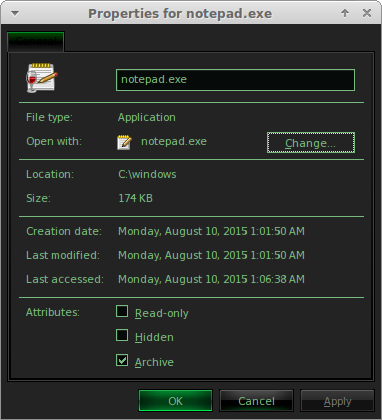 Properties for notepad.exe
notepad.exe
File type: Application
Open with: notepad.exe Change...
Location: C:\windows
Size: 174 KB
Creation date: Monday, August 10, 2015 1:01:50 AM
Last modified: Monday, August 10, 2015 1:01:50 AM
Last accessed: Monday, August 10, 2015 1:06:38 AM
Attributes: Read-only
Hidden
Archive
OK Cancel Apply